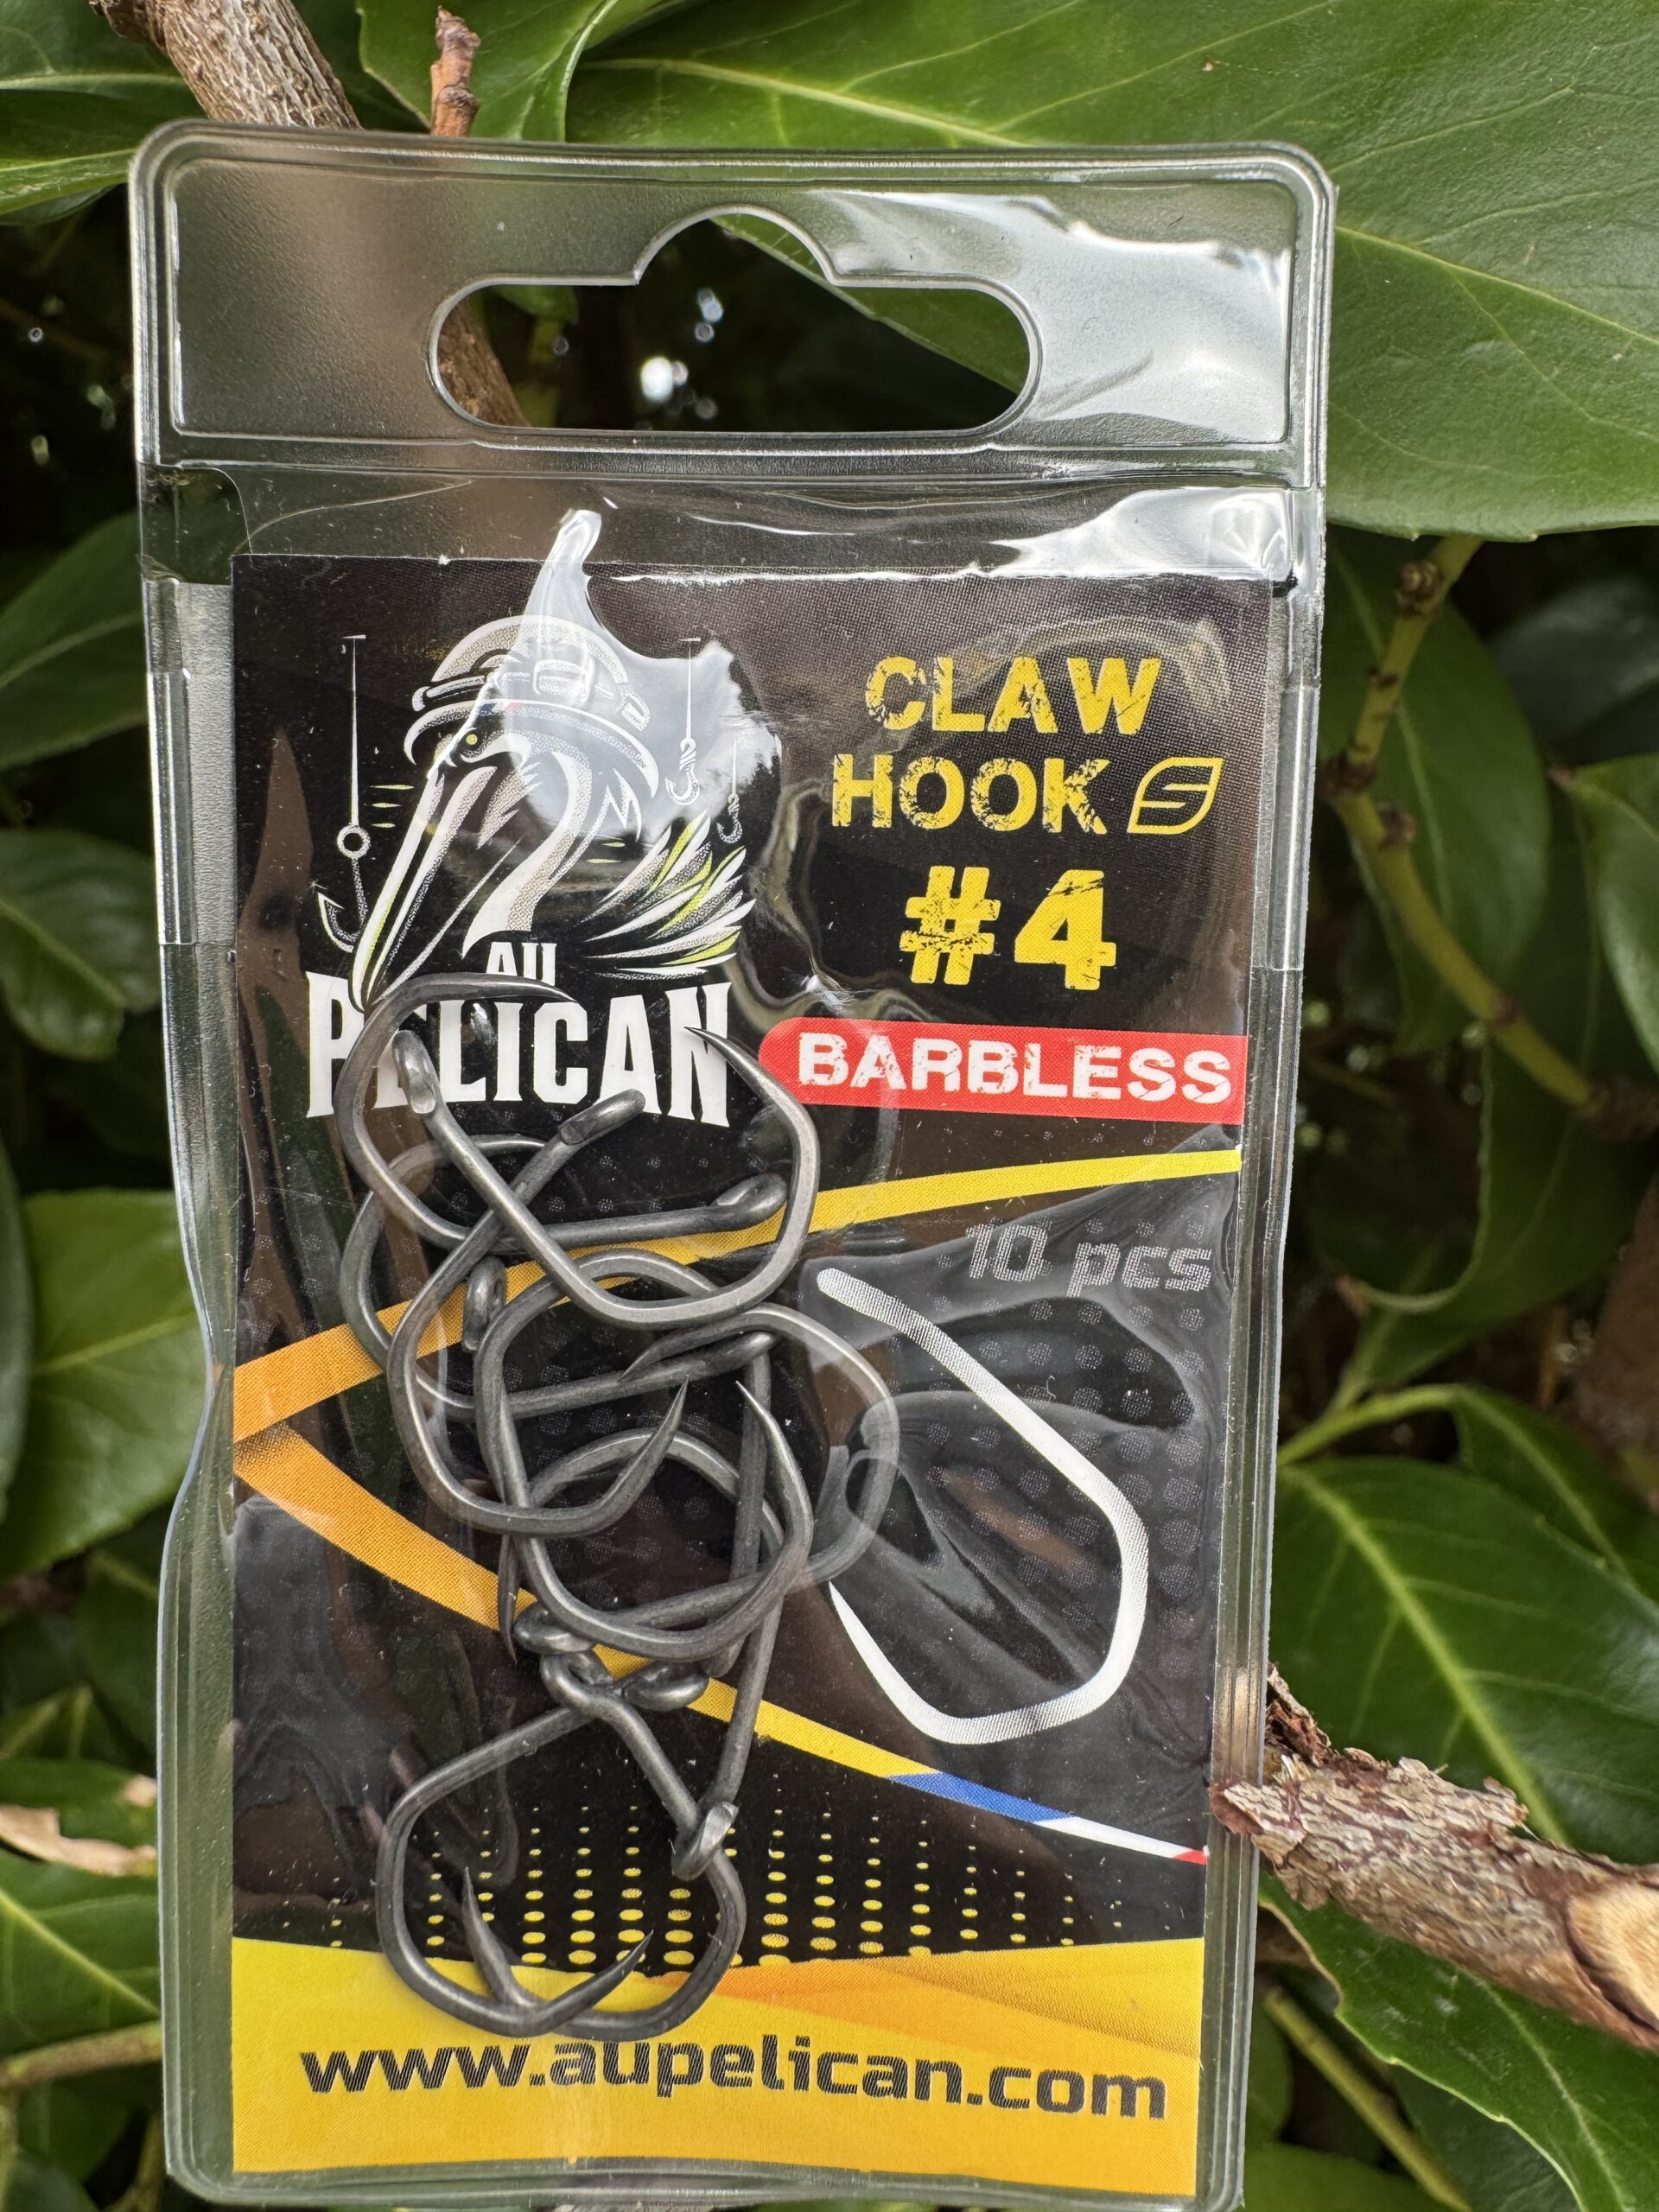 CLAW
HOOK S
#4
AU
PELICAN
BARBLESS
10 pcs
www.aupelican.com